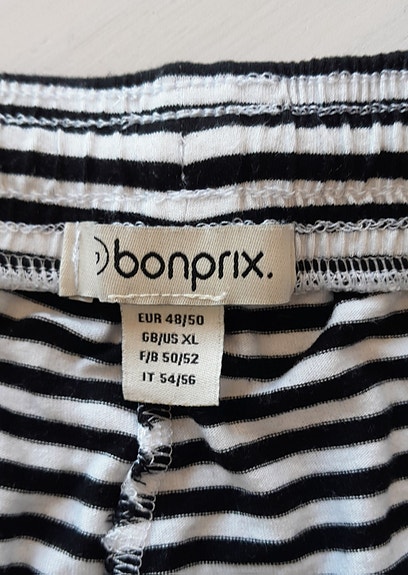 bonprix.
EUR 48/50
GB/US XL
F/B 50/52
IT 54/56